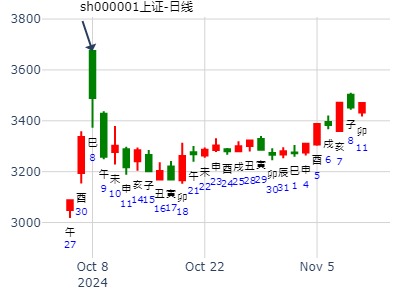 sh000001上证-日线
3800
3600
3400
3200
3000
午
27
酉
30
巳
8
午
9
未
10
申
11
亥
14
子
15
丑
16
寅
17
卯
18
午
21
未
22
申
23
酉
24
戌
25
丑
28
寅
29
卯
30
辰
31
巳
1
申
4
酉
5
戌
6
亥
7
子
8
卯
11
Oct 8
2024
Oct 22
Nov 5